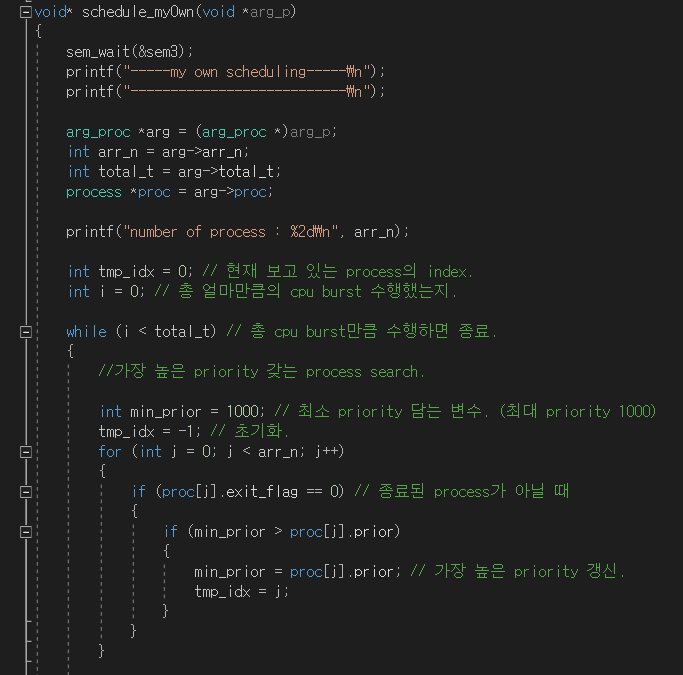 void* schedule_myOwn(void *arg_p)
{
sem_wait(&sem3);
printf("-----my own scheduling-----₩n");
printf("---------------------------₩n");
arg_proc *arg = (arg_proc *)arg_p;
int arr_n = arg->arr_n;
int total_t = arg->total_t;
process *proc = arg->proc;
printf("number of process : %2d₩n", arr_n);
int tmp_idx = 0; // 현재 보고 있는 process의 index.
int i = 0; // 총 얼마만큼의 cpu burst 수행했는지.
while (i < total_t) // 총 cpu burst만큼 수행하면 종료.
{
//가장 높은 priority 갖는 process search.
int min_prior = 1000; // 최소 priority 담는 변수. (최대 priority 1000)
tmp_idx = -1; // 초기화.
for (int j = 0; j < arr_n; j++)
{
if (proc[j].exit_flag == 0) // 종료된 process가 아닐 때
{
if (min_prior > proc[j].prior)
{
min_prior = proc[j].prior; // 가장 높은 priority 갱신.
tmp_idx = j;
}
}
}